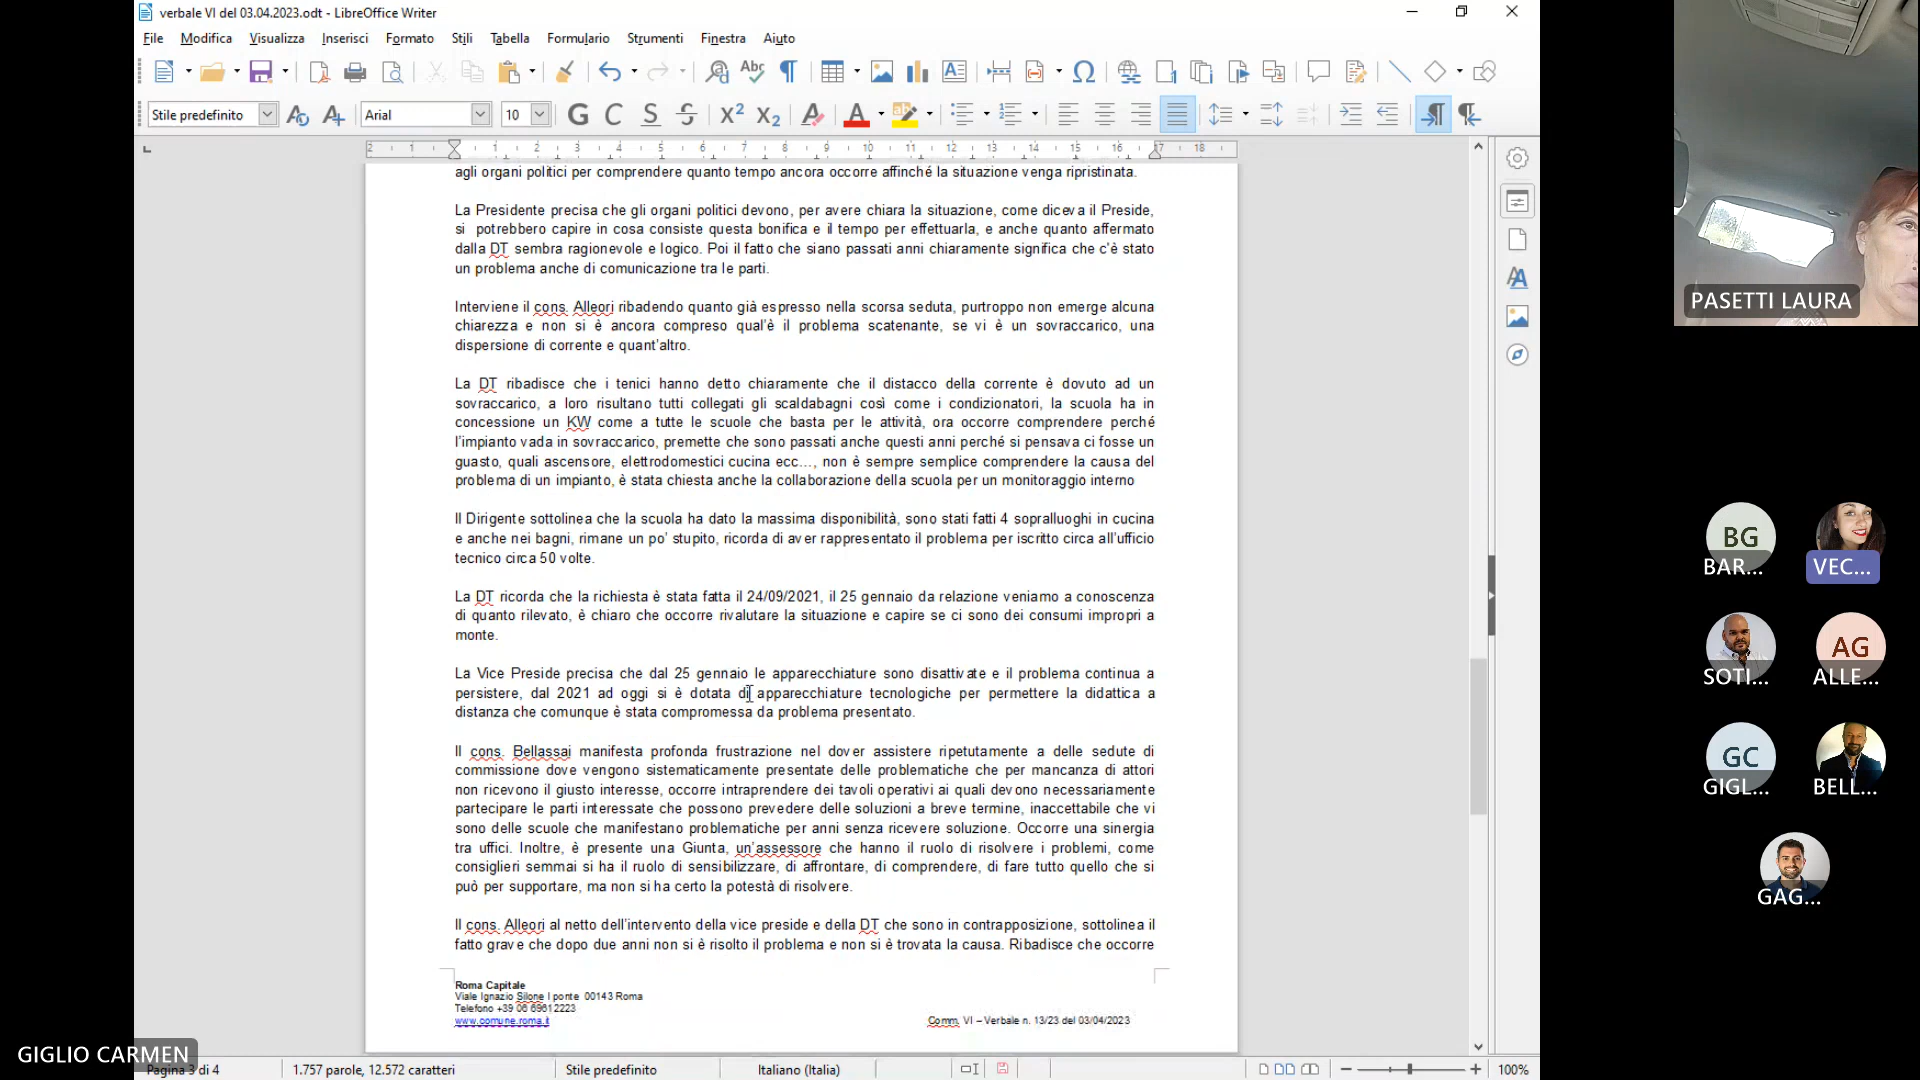 verbale VI del 03.04.2023.odt - LibreOffice Writer
File Modifica Visualizza Inserisci Formato Stili Tabella Formulario Strumenti Finestra Aiuto
Stile predefinito Arial 10 G C S
2 1 1 2 3 4 5 6 7 8 9 10 11 12 13 14 15 16 17 18
agli organi politici per comprendere quanto tempo ancora occorre affinché la situazione venga ripristinata.
La Presidente precisa che gli organi politici devono, per avere chiara la situazione, come diceva il Preside,
si potrebbero capire in cosa consiste questa bonifica e il tempo per effettuarla, e anche quanto affermato
dalla DT sembra ragionevole e logico. Poi il fatto che siano passati anni chiaramente significa che c'è stato
un problema anche di comunicazione tra le parti.
Interviene il cons. Alleori ribadendo quanto già espresso nella scorsa seduta, purtroppo non emerge alcuna
chiarezza e non si è ancora compreso qual'è il problema scatenante, se vi è un sovraccarico, una
dispersione di corrente e quant'altro.
La DT ribadisce che i tenici hanno detto chiaramente che il distacco della corrente è dovuto ad un
sovraccarico, a loro risultano tutti collegati gli scaldabagni così come i condizionatori, la scuola ha in
concessione un KW come a tutte le scuole che basta per le attività, ora occorre comprendere perché
l'impianto vada in sovraccarico, premette che sono passati anche questi anni perché si pensava ci fosse un
guasto, quali ascensore, elettrodomestici cucina ecc…, non è sempre semplice comprendere la causa del
problema di un impianto, è stata chiesta anche la collaborazione della scuola per un monitoraggio interno
Il Dirigente sottolinea che la scuola ha dato la massima disponibilità, sono stati fatti 4 sopralluoghi in cucina
e anche nei bagni, rimane un po' stupito, ricorda di aver rappresentato il problema per iscritto circa all'ufficio
tecnico circa 50 volte.
La DT ricorda che la richiesta è stata fatta il 24/09/2021, il 25 gennaio da relazione veniamo a conoscenza
di quanto rilevato, è chiaro che occorre rivalutare la situazione e capire se ci sono dei consumi impropri a
monte.
La Vice Preside precisa che dal 25 gennaio le apparecchiature sono disattivate e il problema continua a
persistere, dal 2021 ad oggi si è dotata di apparecchiature tecnologiche per permettere la didattica a
distanza che comunque è stata compromessa da problema presentato.
Il cons. Bellassai manifesta profonda frustrazione nel dover assistere ripetutamente a delle sedute di
commissione dove vengono sistematicamente presentate delle problematiche che per mancanza di attori
non ricevono il giusto interesse, occorre intraprendere dei tavoli operativi ai quali devono necessariamente
partecipare le parti interessate che possono prevedere delle soluzioni a breve termine, inaccettabile che vi
sono delle scuole che manifestano problematiche per anni senza ricevere soluzione. Occorre una sinergia
tra uffici. Inoltre, è presente una Giunta, un'assessore che hanno il ruolo di risolvere i problemi, come
consiglieri semmai si ha il ruolo di sensibilizzare, di affrontare, di comprendere, di fare tutto quello che si
può per supportare, ma non si ha certo la potestà di risolvere.
Il cons. Alleori al netto dell'intervento della vice preside e della DT che sono in contrapposizione, sottolinea il
fatto grave che dopo due anni non si è risolto il problema e non si è trovata la causa. Ribadisce che occorre
Roma Capitale
Viale Ignazio Silone I ponte 00143 Roma
Telefono +39 06 69612223
www.comune.roma.it
Comm. VI – Verbale n. 13/23 del 03/04/2023
Pagina 3 di 4 1.757 parole, 12.572 caratteri Stile predefinito Italiano (Italia) 100%
GIGLIO CARMEN
PASETTI LAURA
BG
BAR...
VEC...
SOTI...
AG
ALLE...
GC
GIGL...
BELL...
GAG...